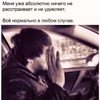 Меня уже абсолютно ничего не
расстраивает и не удивляет.
Всё нормально в любом случае.